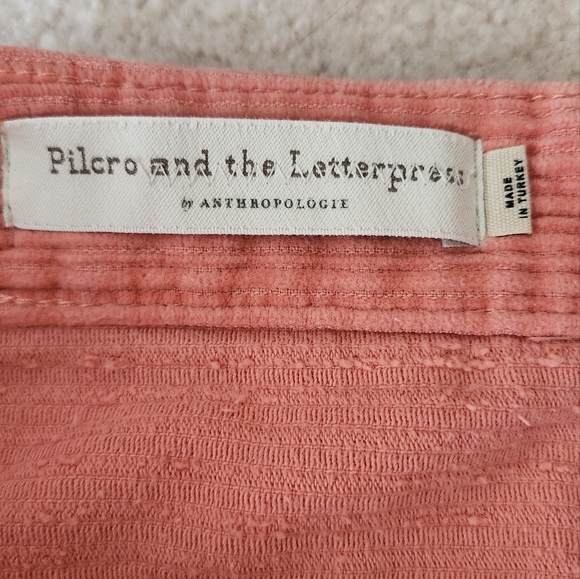 Pilcro and the Letterpress
by ANTHROPOLOGIE
MADE
IN TURKEY